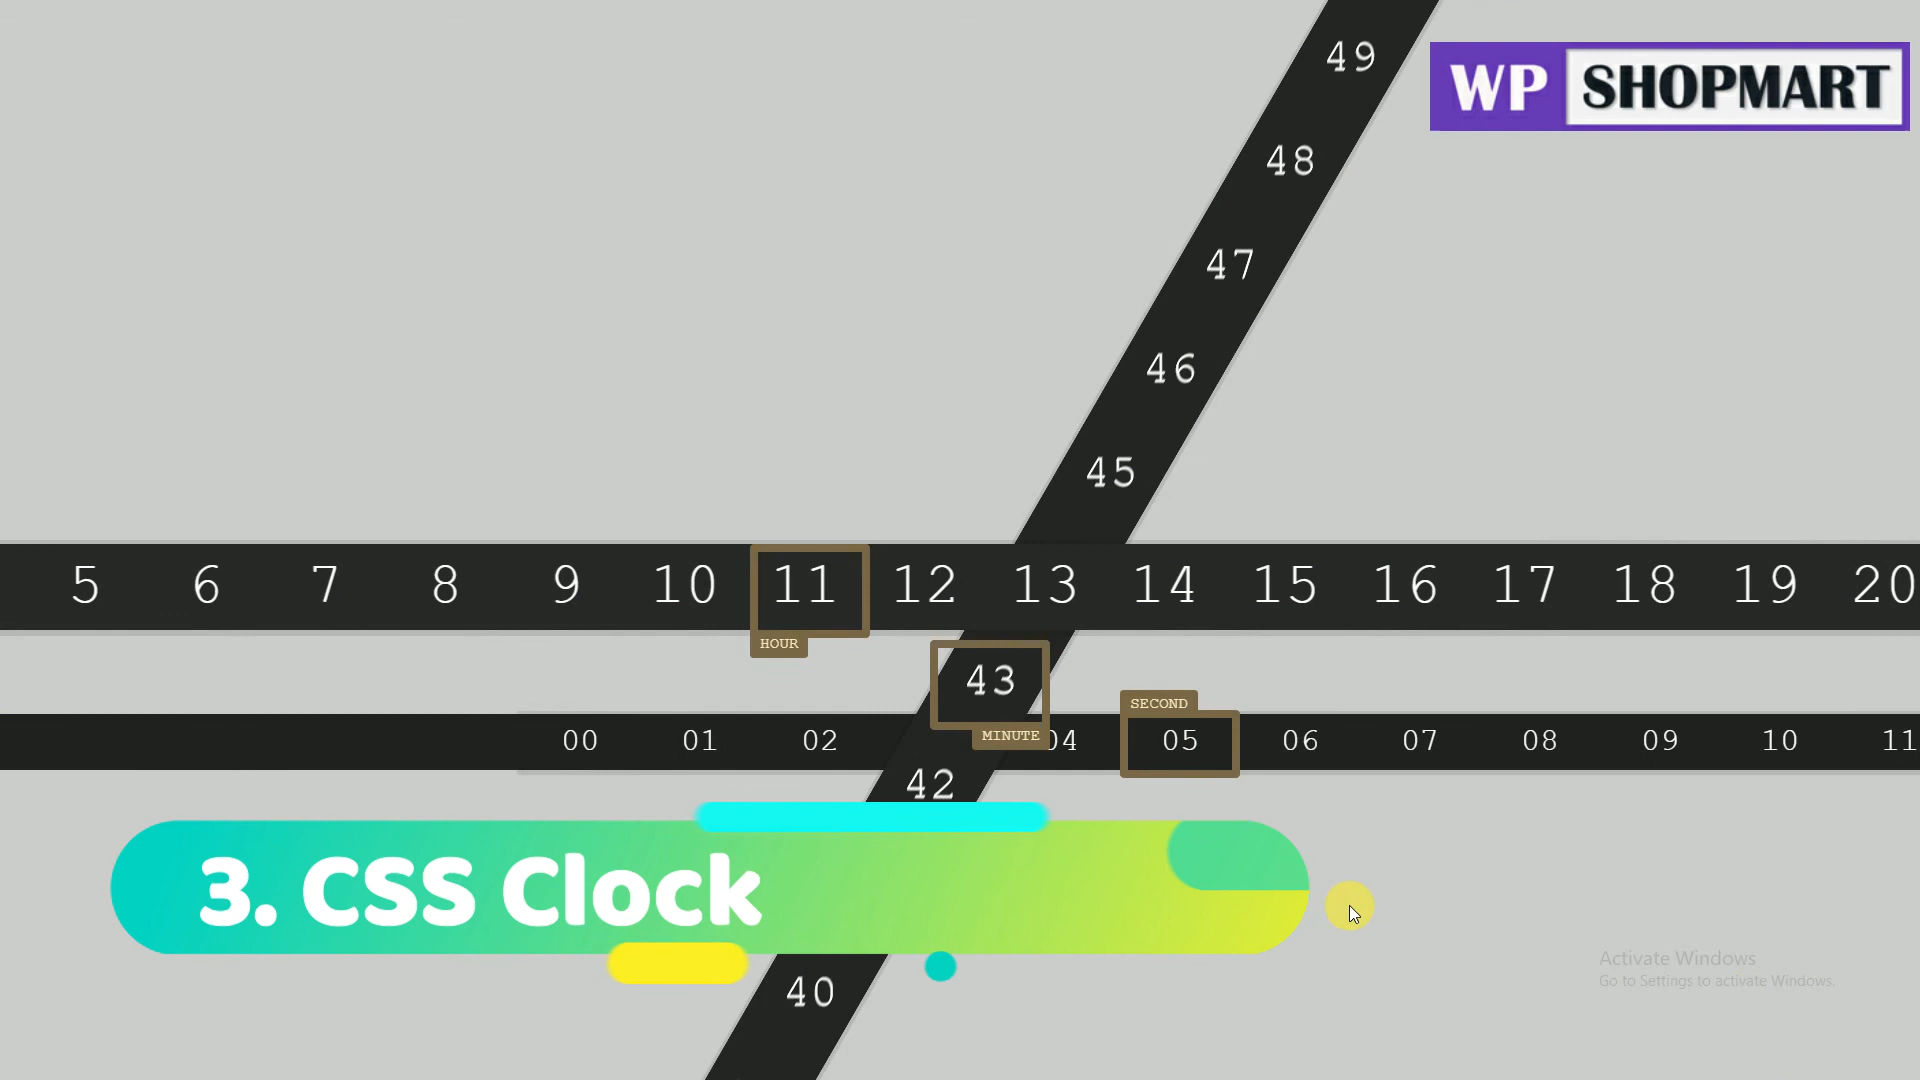 49
WP SHOPMART
48
47
46
45
5 6 7 8 9 10 11 12 13 14 15 16 17 18 19 20
HOUR
43
SECOND
MINUTE
00 01 02 04 05 06 07 08 09 10 11
42
3. CSS Clock
Activate Windows
Go to Settings to activate Windows.
40